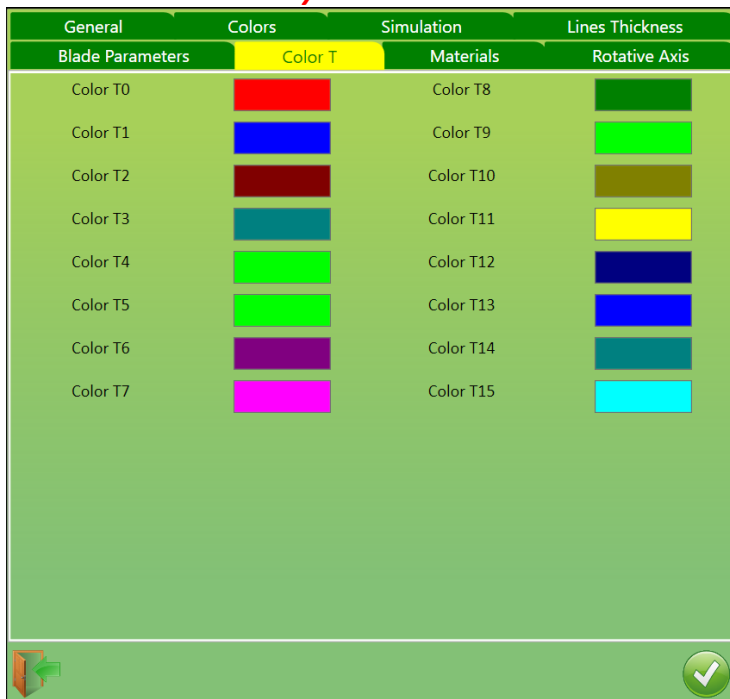 General Colors Simulation Lines Thickness
Blade Parameters Color T Materials Rotative Axis
Color T0 Color T8
Color T1 Color T9
Color T2 Color T10
Color T3 Color T11
Color T4 Color T12
Color T5 Color T13
Color T6 Color T14
Color T7 Color T15